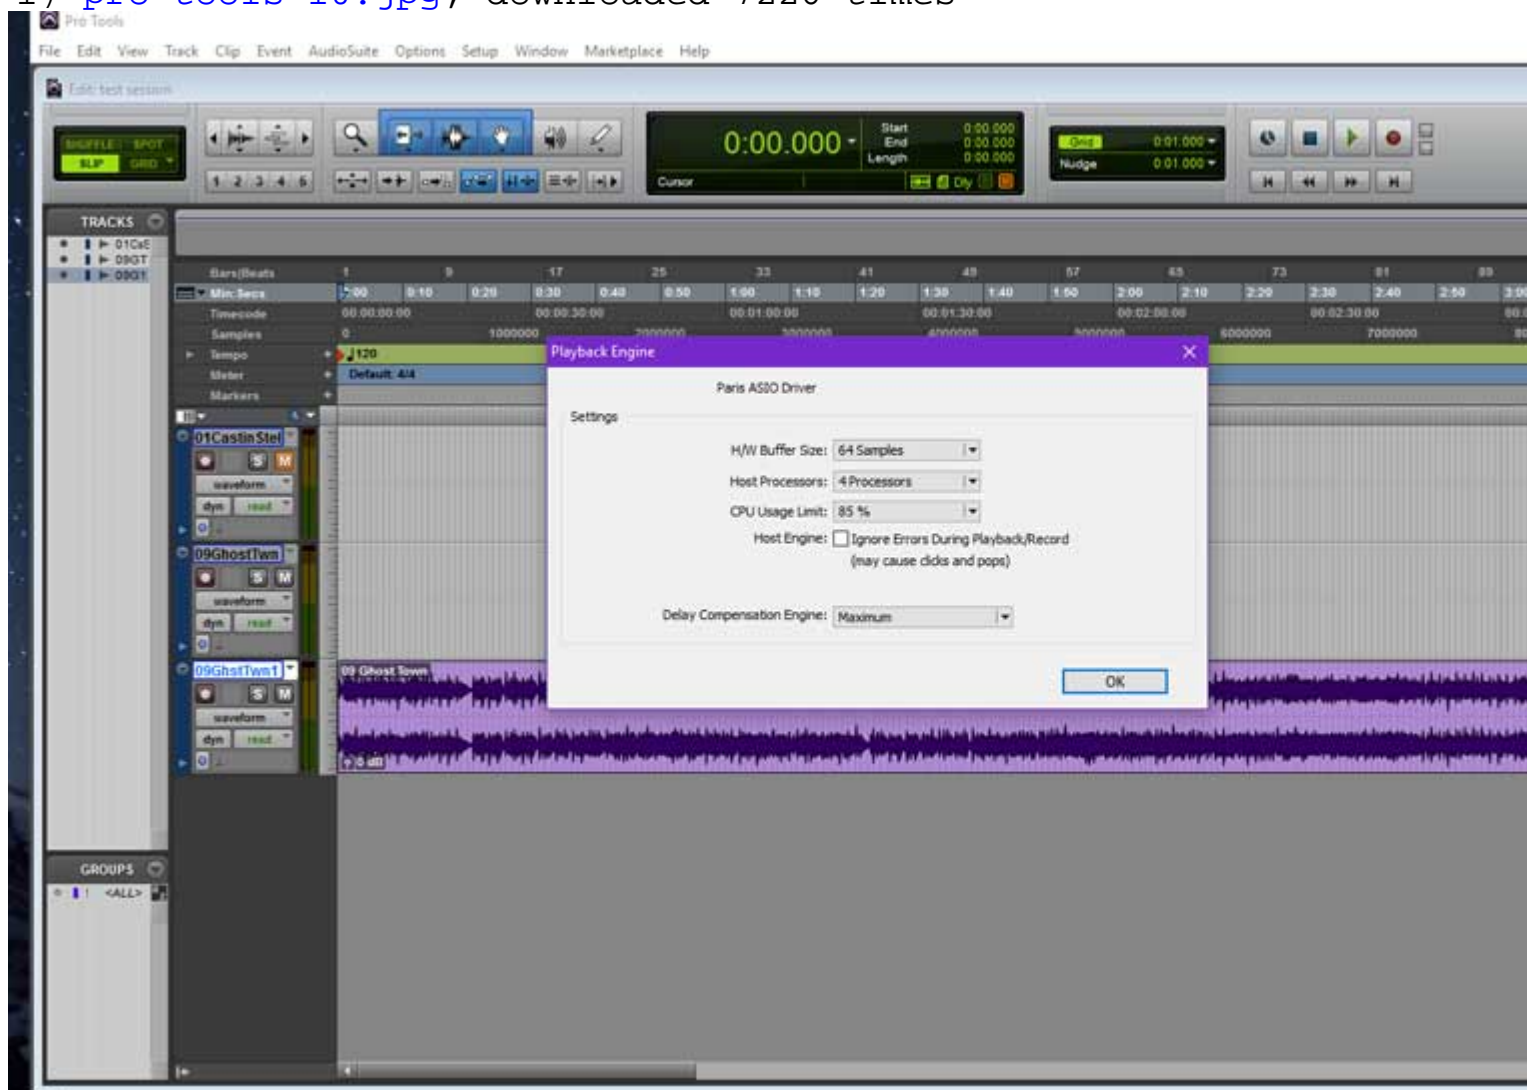 1) pro tools 10.jpg, downloaded 7220 times
Pro Tools
File Edit View Track Clip Event AudioSuite Options Setup Window Marketplace Help
Edit: test session
SHUFFLE SPOT
SLIP GRID
1 2 3 4 5
0:00.000
Start 0:00.000
End 0:00.000
Length 0:00.000
Cursor
Dly
Grid 0:01.000
Nudge 0:01.000
TRACKS
01CsS
09GT
09G1
Bars|Beats 1 9 17 25 33 41 49 57 65 73 81 89
Min:Secs 0:00 0:10 0:20 0:30 0:40 0:50 1:00 1:10 1:20 1:30 1:40 1:50 2:00 2:10 2:20 2:30 2:40 2:50 3:00
Timecode 00:00:00:00 00:00:30:00 00:01:00:00 00:01:30:00 00:02:00:00 00:02:30:00
Samples 0 1000000 2000000 3000000 4000000 5000000 6000000 7000000
Tempo 120
Meter Default: 4/4
Markers
Playback Engine
Paris ASIO Driver
Settings
H/W Buffer Size: 64 Samples
Host Processors: 4 Processors
CPU Usage Limit: 85 %
Host Engine: Ignore Errors During Playback/Record
(may cause clicks and pops)
Delay Compensation Engine: Maximum
OK
01CastinStel
S M
waveform
dyn read
09GhostTwn
S M
waveform
dyn read
09GhstTwn1
S M
waveform
dyn read
09 Ghost Town
0 dB
GROUPS
! <ALL>